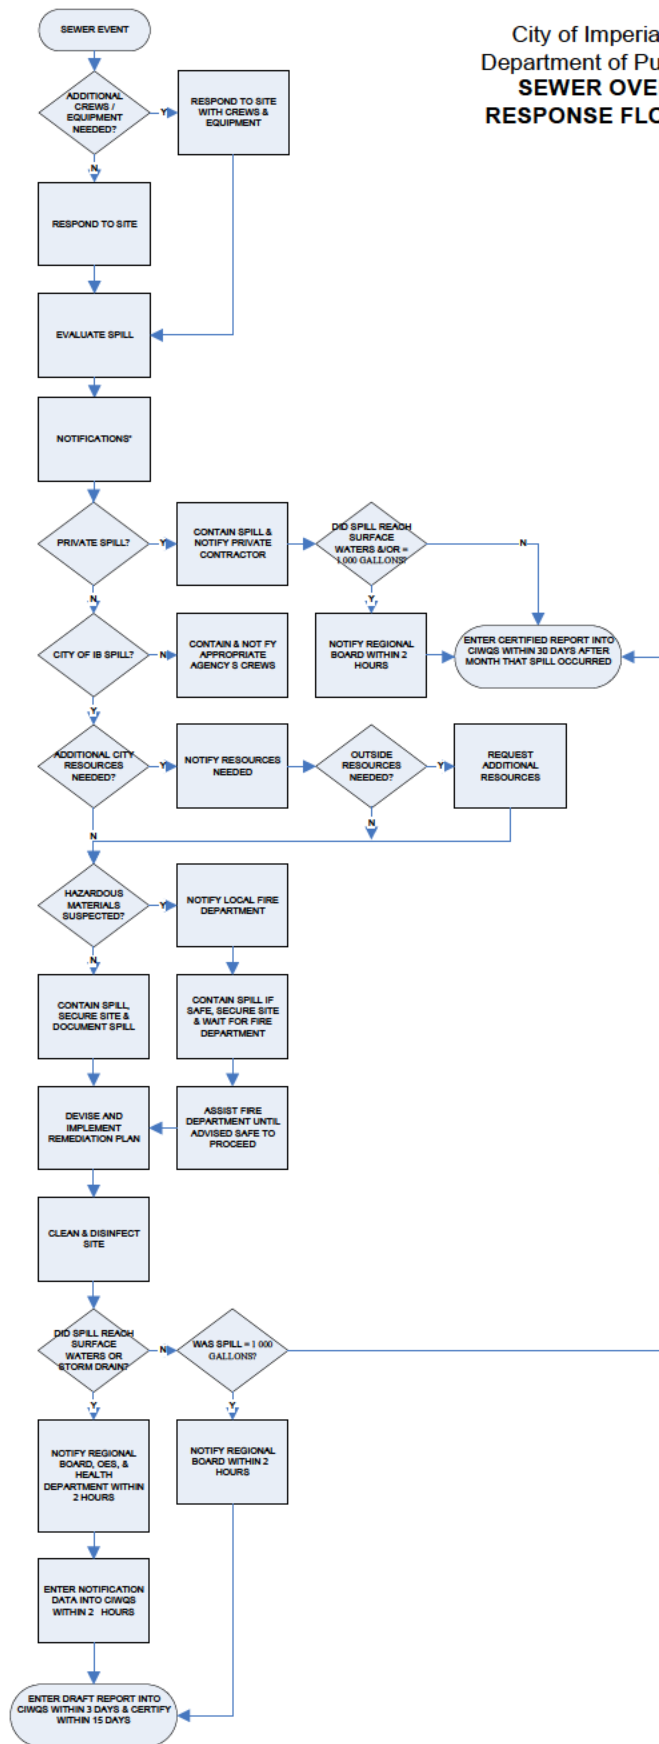 City of Imperia
Department of Pu
SEWER OVE
RESPONSE FLO
SEWER EVENT
ADDITIONAL
CREWS /
EQUIPMENT
NEEDED?
Y
RESPOND TO SITE
WITH CREWS &
EQUIPMENT
N
RESPOND TO SITE
EVALUATE SPILL
NOTIFICATIONS*
PRIVATE SPILL?
Y
CONTAIN SPILL &
NOTIFY PRIVATE
CONTRACTOR
DID SPILL REACH
SURFACE
WATERS &/OR =
1000 GALLONS?
N
Y
N
CITY OF IB SPILL?
N
CONTAIN & NOT FY
APPROPRIATE
AGENCY S CREWS
NOTIFY REGIONAL
BOARD WITHIN 2
HOURS
ENTER CERTIFIED REPORT INTO
CIWQS WITHIN 30 DAYS AFTER
MONTH THAT SPILL OCCURRED
Y
ADDITIONAL CITY
RESOURCES
NEEDED?
Y
NOTIFY RESOURCES
NEEDED
OUTSIDE
RESOURCES
NEEDED?
Y
REQUEST
ADDITIONAL
RESOURCES
N
N
HAZARDOUS
MATERIALS
SUSPECTED?
Y
NOTIFY LOCAL FIRE
DEPARTMENT
N
CONTAIN SPILL,
SECURE SITE &
DOCUMENT SPILL
CONTAIN SPILL IF
SAFE, SECURE SITE
& WAIT FOR FIRE
DEPARTMENT
DEVISE AND
IMPLEMENT
REMEDIATION PLAN
ASSIST FIRE
DEPARTMENT UNTIL
ADVISED SAFE TO
PROCEED
CLEAN & DISINFECT
SITE
DID SPILL REACH
SURFACE
WATERS OR
STORM DRAIN?
N
WAS SPILL = 1 000
GALLONS?
Y
Y
NOTIFY REGIONAL
BOARD, OES, &
HEALTH
DEPARTMENT WITHIN
2 HOURS
NOTIFY REGIONAL
BOARD WITHIN 2
HOURS
ENTER NOTIFICATION
DATA INTO CIWQS
WITHIN 2 HOURS
ENTER DRAFT REPORT INTO
CIWQS WITHIN 3 DAYS & CERTIFY
WITHIN 15 DAYS